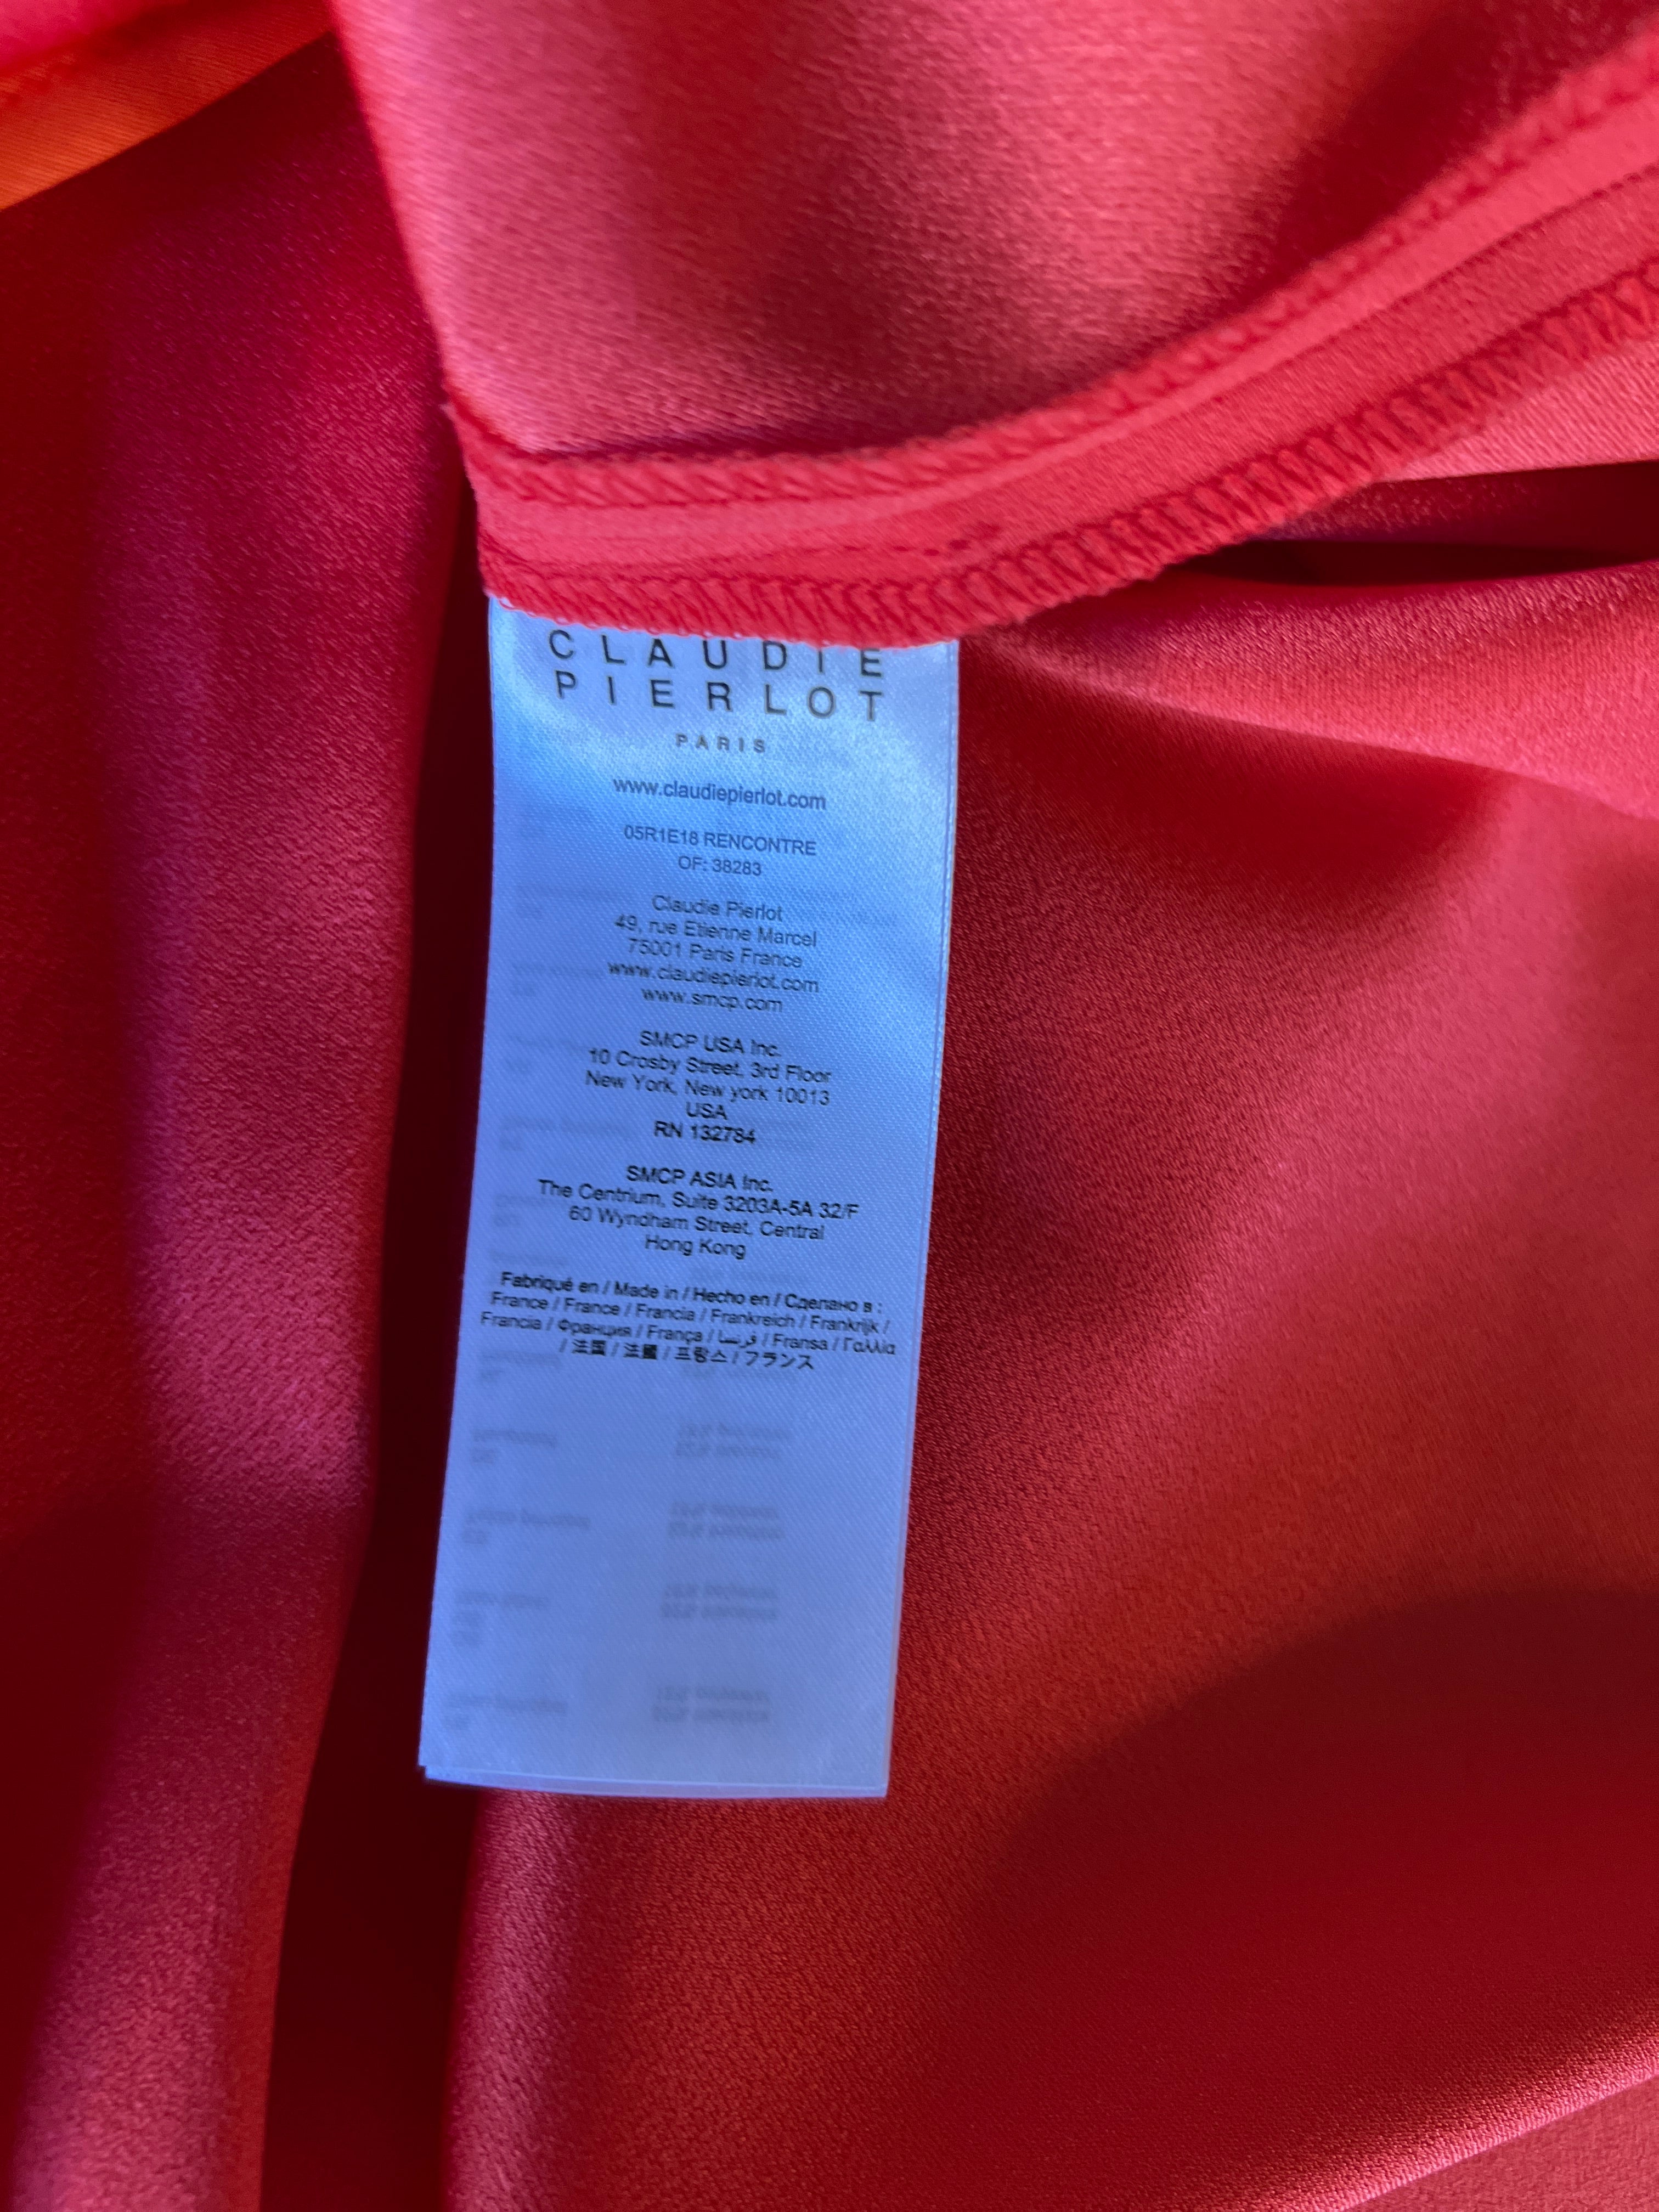 CLAUDIE
PIERLOT
PARIS
www.claudiepierlot.com
05R1E18 RENCONTRE
OF: 38283
Claudie Pierlot
49, rue Etienne Marcel
75001 Paris France
www.claudiepierlot.com
www.smcp.com
SMCP USA Inc.
10 Crosby Street, 3rd Floor
New York, New york 10013
USA
RN 132784
SMCP ASIA Inc.
The Centrium, Suite 3203A-5A 32/F
60 Wyndham Street, Central
Hong Kong
Fabriqué en / Made in / Hecho en / Сделано в :
France / France / Francia / Frankreich / Frankrijk /
Francia / Франция / França / فرنسا / Fransa / Γαλλία
/ 法国 / 法國 / 프랑스 / フランス